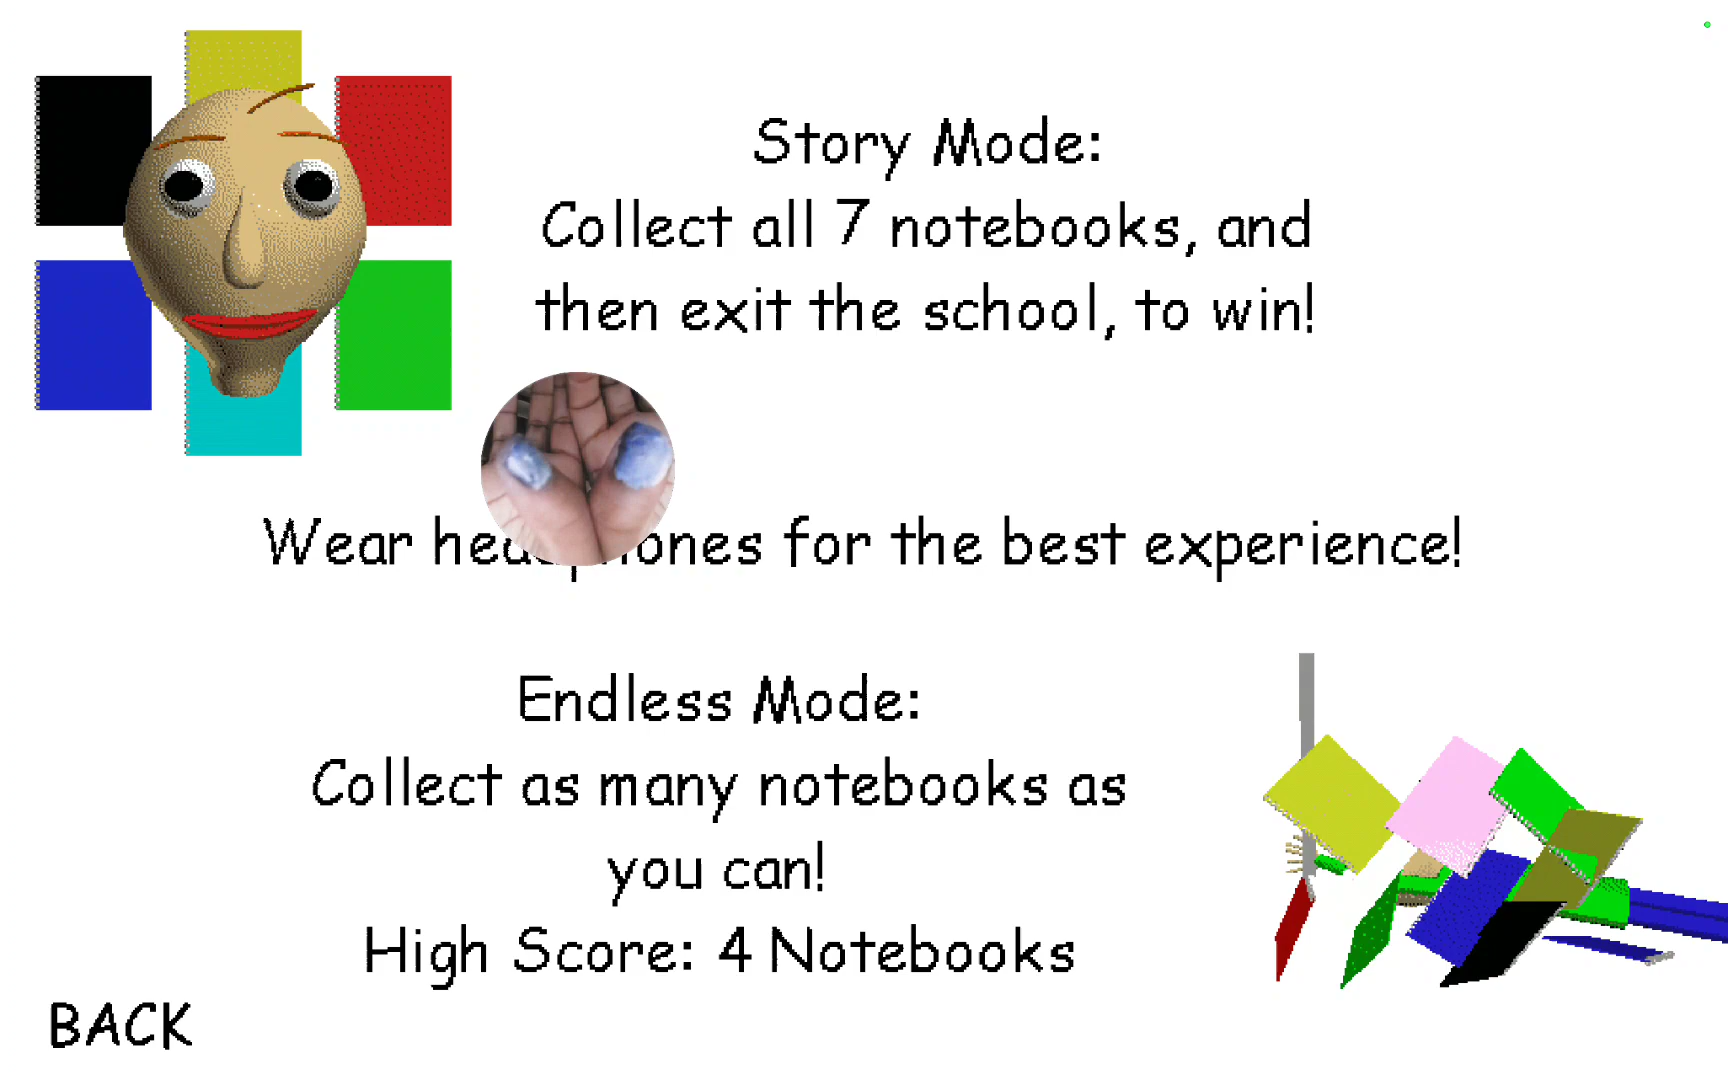 Story Mode:
Collect all 7 notebooks, and
then exit the school, to win!
Wear headphones for the best experience!
Endless Mode:
Collect as many notebooks as
you can!
High Score: 4 Notebooks
BACK